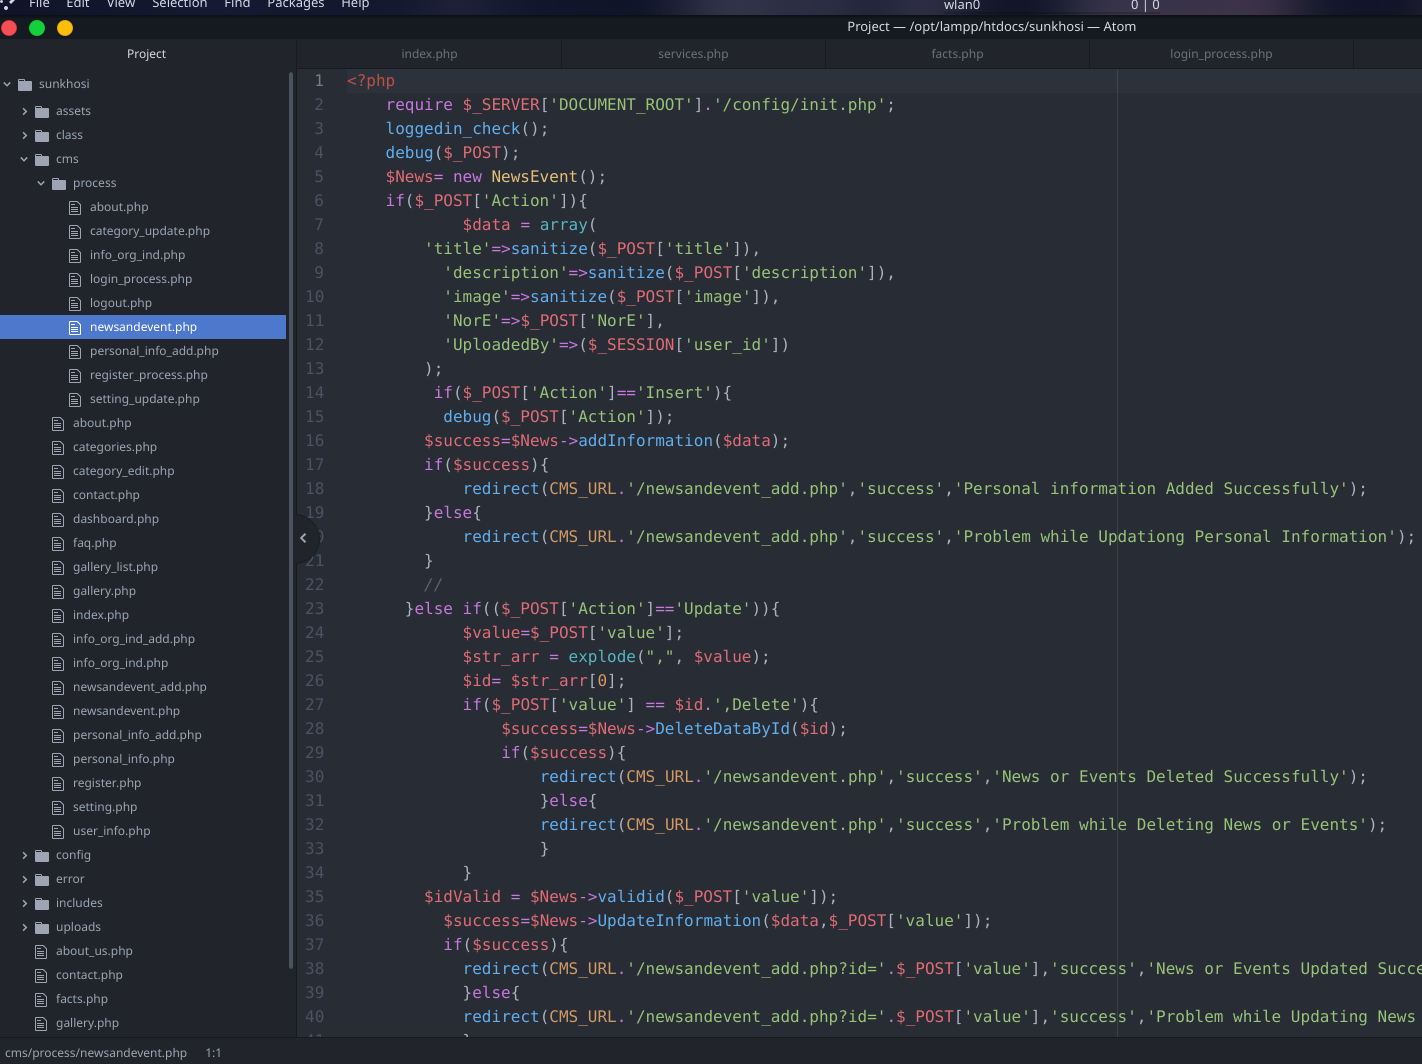 File Edit View Selection Find Packages Help wlan0 0 | 0
Project — /opt/lampp/htdocs/sunkhosi — Atom
Project
sunkhosi
assets
class
cms
process
about.php
category_update.php
info_org_ind.php
login_process.php
logout.php
newsandevent.php
personal_info_add.php
register_process.php
setting_update.php
about.php
categories.php
category_edit.php
contact.php
dashboard.php
faq.php
gallery_list.php
gallery.php
index.php
info_org_ind_add.php
info_org_ind.php
newsandevent_add.php
newsandevent.php
personal_info_add.php
personal_info.php
register.php
setting.php
user_info.php
config
error
includes
uploads
about_us.php
contact.php
facts.php
gallery.php
index.php services.php facts.php login_process.php
1 <?php
2 require $_SERVER['DOCUMENT_ROOT'].'/config/init.php';
3 loggedin_check();
4 debug($_POST);
5 $News= new NewsEvent();
6 if($_POST['Action']){
7 $data = array(
8 'title'=>sanitize($_POST['title']),
9 'description'=>sanitize($_POST['description']),
10 'image'=>sanitize($_POST['image']),
11 'NorE'=>$_POST['NorE'],
12 'UploadedBy'=>($_SESSION['user_id'])
13 );
14 if($_POST['Action']=='Insert'){
15 debug($_POST['Action']);
16 $success=$News->addInformation($data);
17 if($success){
18 redirect(CMS_URL.'/newsandevent_add.php','success','Personal information Added Successfully');
19 }else{
redirect(CMS_URL.'/newsandevent_add.php','success','Problem while Updationg Personal Information');
21 }
22 //
23 }else if(($_POST['Action']=='Update')){
24 $value=$_POST['value'];
25 $str_arr = explode(",", $value);
26 $id= $str_arr[0];
27 if($_POST['value'] == $id.',Delete'){
28 $success=$News->DeleteDataById($id);
29 if($success){
30 redirect(CMS_URL.'/newsandevent.php','success','News or Events Deleted Successfully');
31 }else{
32 redirect(CMS_URL.'/newsandevent.php','success','Problem while Deleting News or Events');
33 }
34 }
35 $idValid = $News->validid($_POST['value']);
36 $success=$News->UpdateInformation($data,$_POST['value']);
37 if($success){
38 redirect(CMS_URL.'/newsandevent_add.php?id='.$_POST['value'],'success','News or Events Updated Succe
39 }else{
40 redirect(CMS_URL.'/newsandevent_add.php?id='.$_POST['value'],'success','Problem while Updating News
cms/process/newsandevent.php 1:1